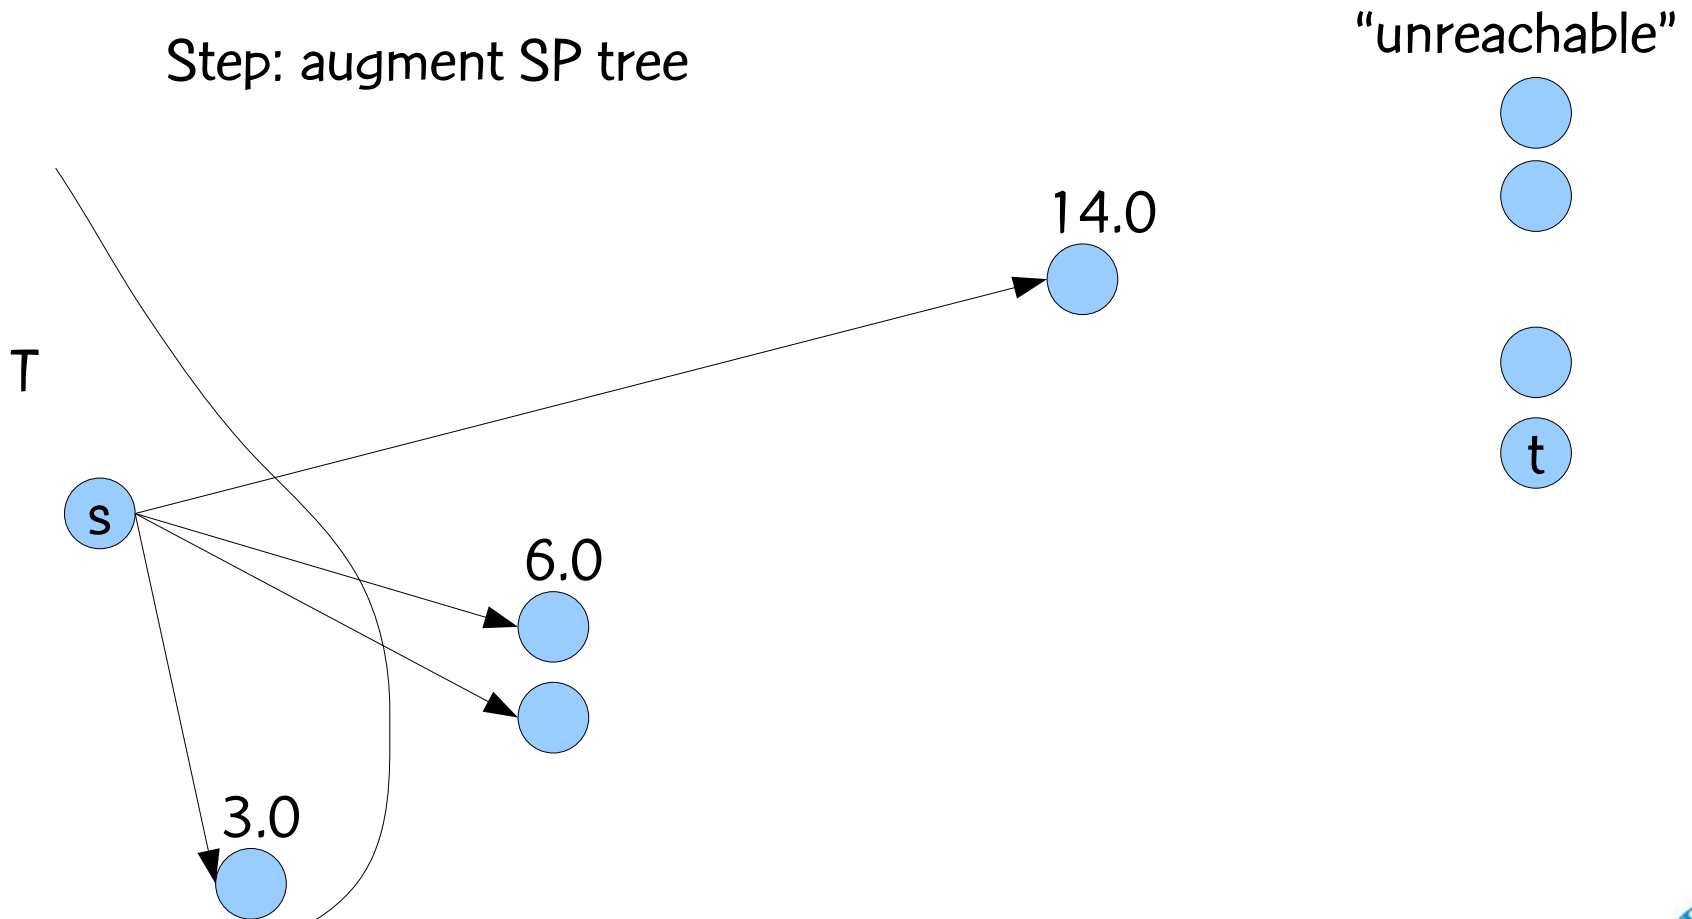 “unreachable”
Step: augment SP tree
14.0
T
t
s
6.0
3.0